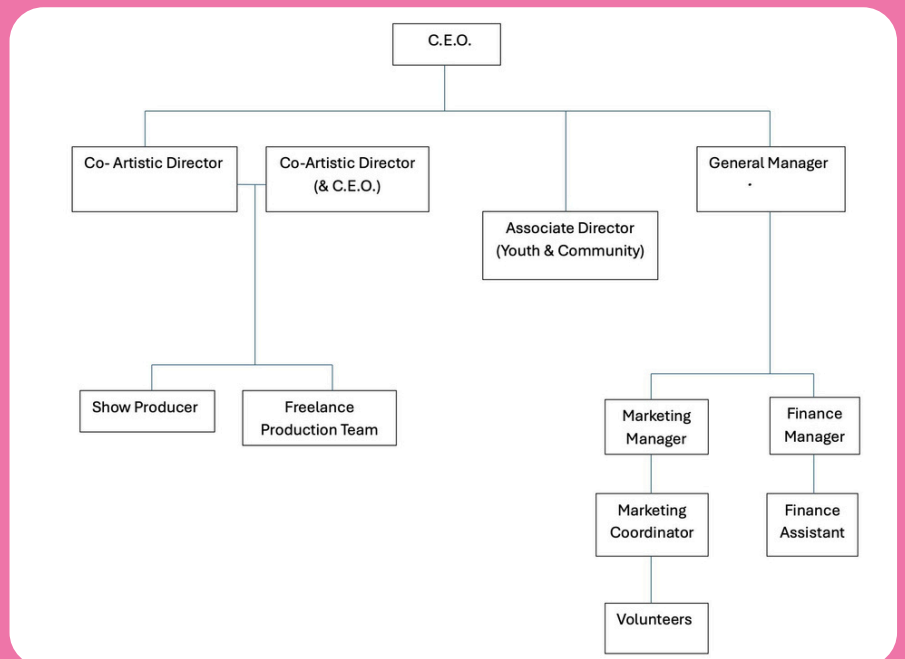 C.E.O.
Co- Artistic Director
Co-Artistic Director
(& C.E.O.)
General Manager
.
Associate Director
(Youth & Community)
Show Producer
Freelance
Production Team
Marketing
Manager
Finance
Manager
Marketing
Coordinator
Finance
Assistant
Volunteers